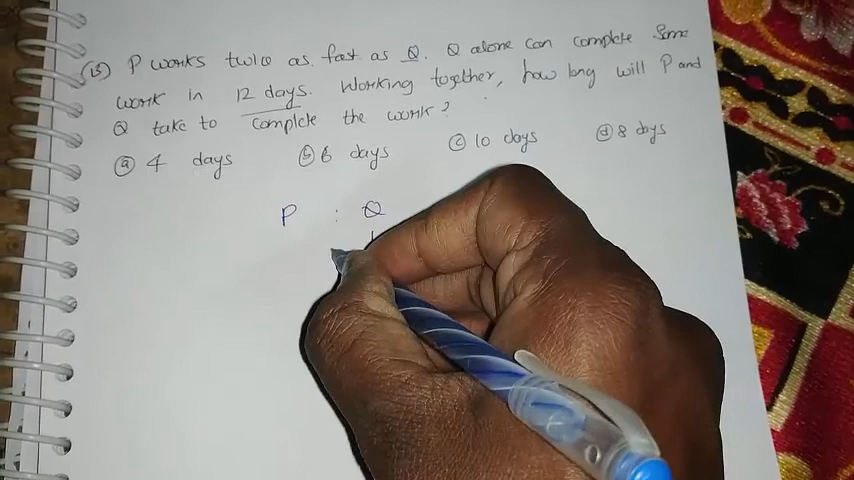 (15) P works twice as fast as Q. Q alone can complete Some
work in 12 days. Working together, how long will P and
Q take to complete the work?
(a) 4 days (b) 6 days (c) 10 days (d) 8 days
P : Q